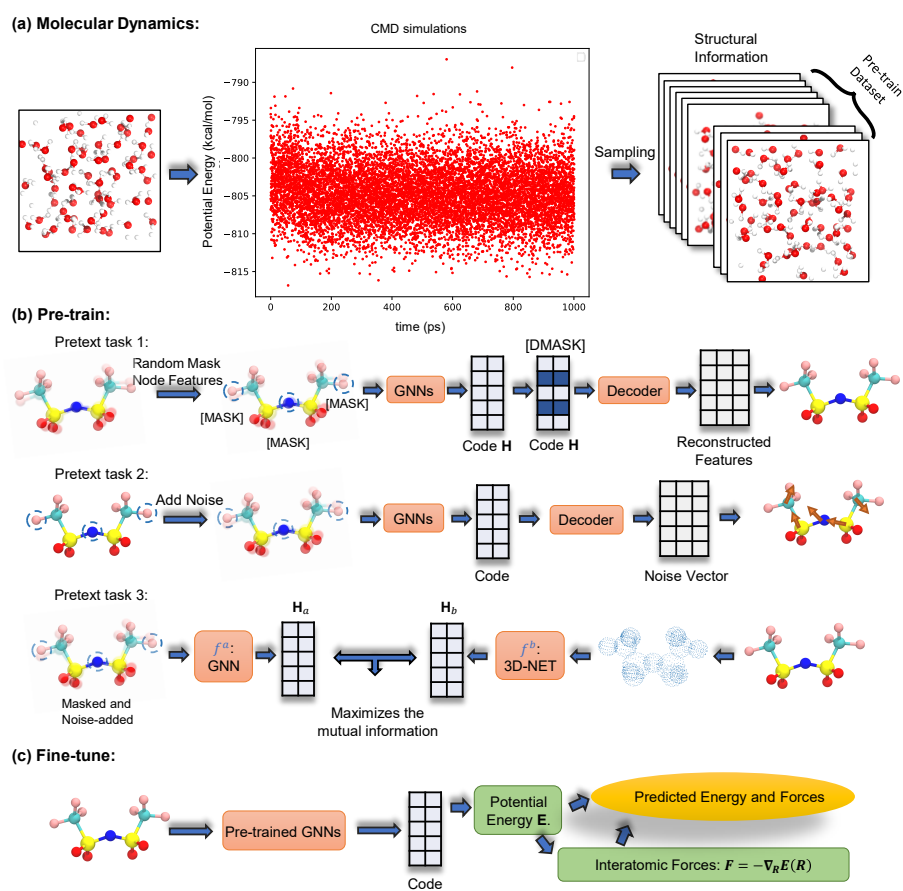 (a) Molecular Dynamics:
CMD simulations
Potential Energy (kcal/mol)
−790
−795
−800
−805
−810
−815
0
200
400
600
800
1000
time (ps)
Sampling
Structural
Information
Pre-train
Dataset
(b) Pre-train:
Pretext task 1:
Random Mask
Node Features
[MASK]
[MASK]
[MASK]
GNNs
Code H
[DMASK]
Code H
Decoder
Reconstructed
Features
Pretext task 2:
Add Noise
GNNs
Code
Decoder
Noise Vector
Pretext task 3:
Masked and
Noise-added
f^a:
GNN
H_a
Maximizes the
mutual information
H_b
f^b:
3D-NET
(c) Fine-tune:
Pre-trained GNNs
Code
Potential
Energy E.
Predicted Energy and Forces
Interatomic Forces: F = −∇_R E(R)